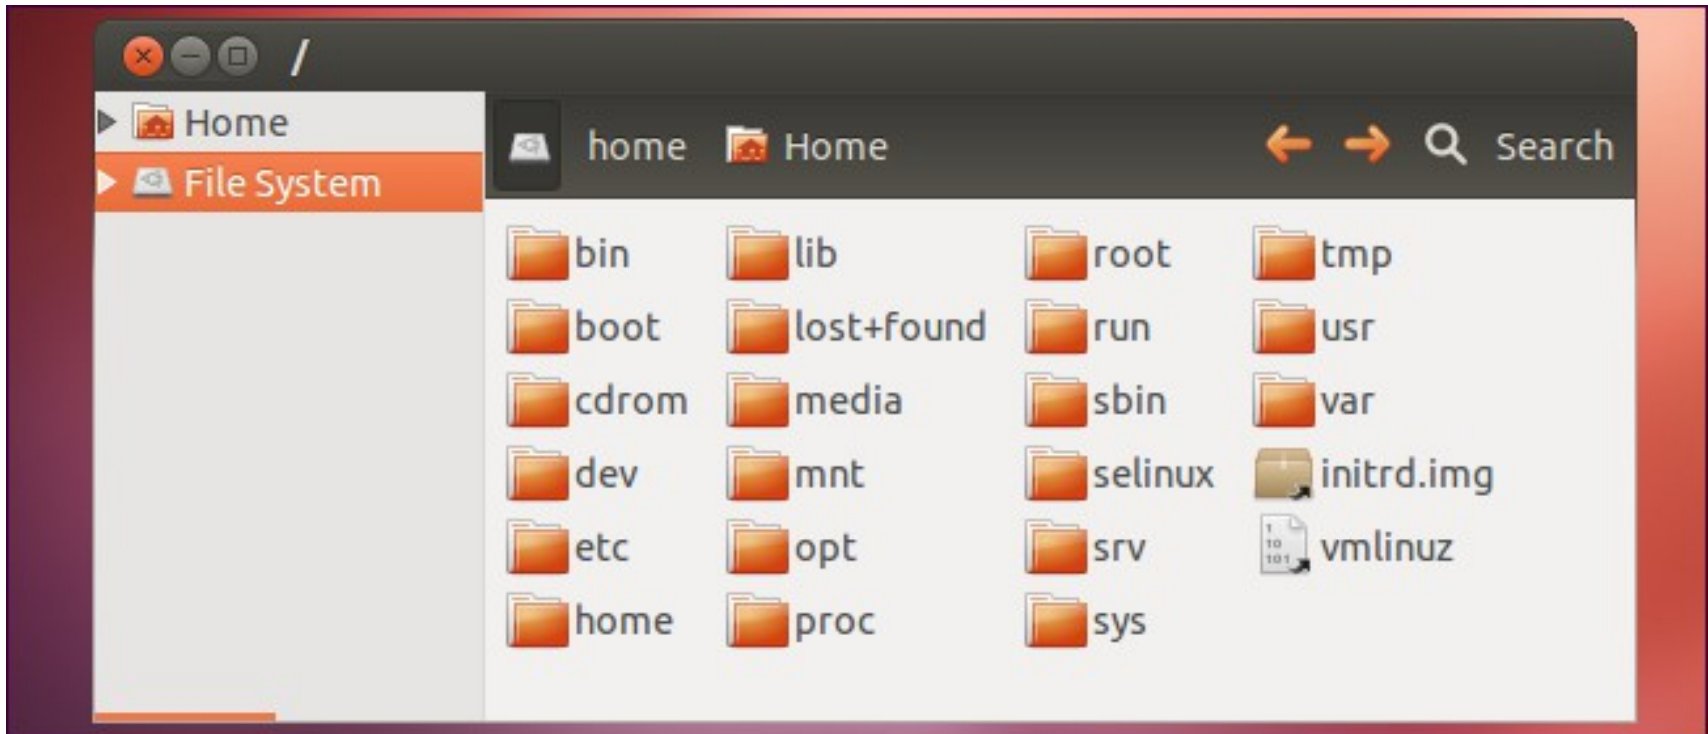 /
Home
File System
home Home Search
bin lib root tmp
boot lost+found run usr
cdrom media sbin var
dev mnt selinux initrd.img
etc opt srv vmlinuz
home proc sys